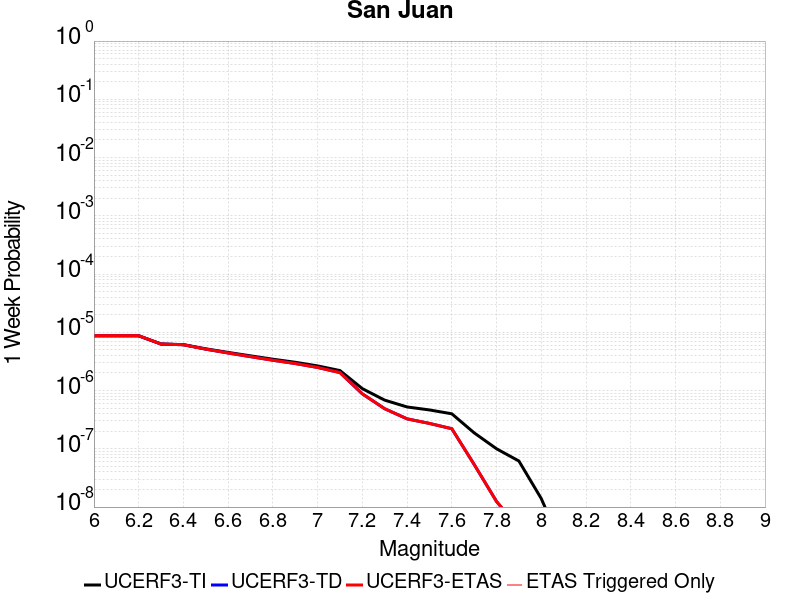 San Juan
10^0
10^-1
10^-2
10^-3
10^-4
10^-5
10^-6
10^-7
10^-8
1 Week Probability
6 6.2 6.4 6.6 6.8 7 7.2 7.4 7.6 7.8 8 8.2 8.4 8.6 8.8 9
Magnitude
UCERF3-TI UCERF3-TD UCERF3-ETAS ETAS Triggered Only